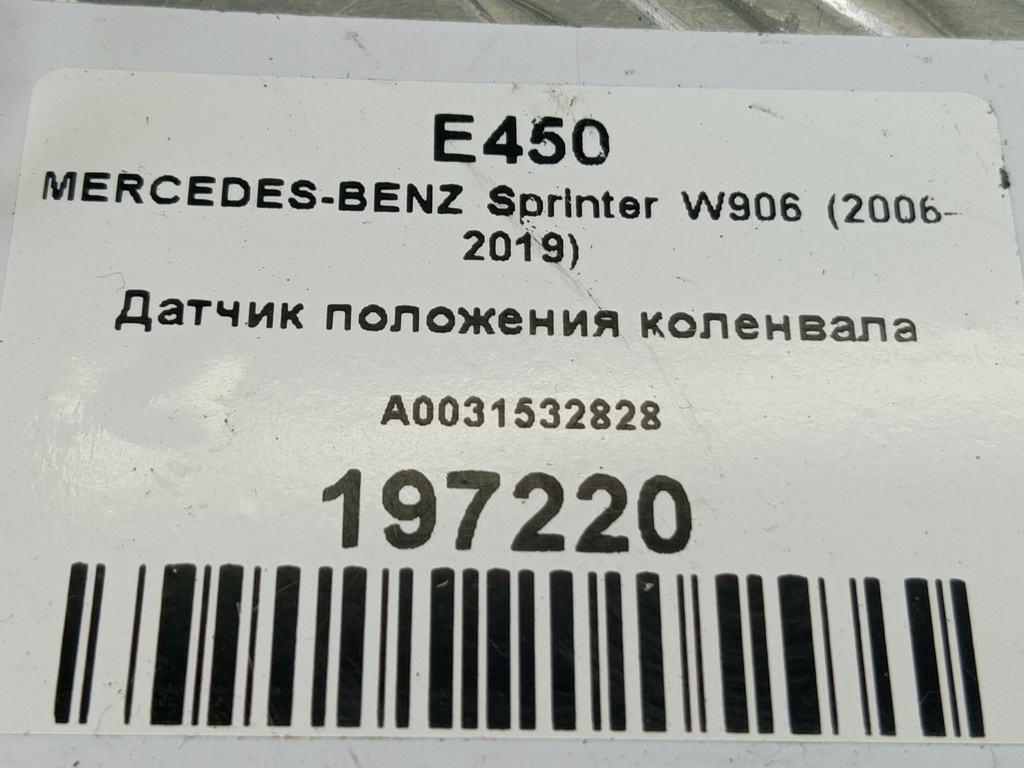 E450
MERCEDES-BENZ Sprinter W906 (2006-
2019)
Датчик положения коленвала
A0031532828
197220